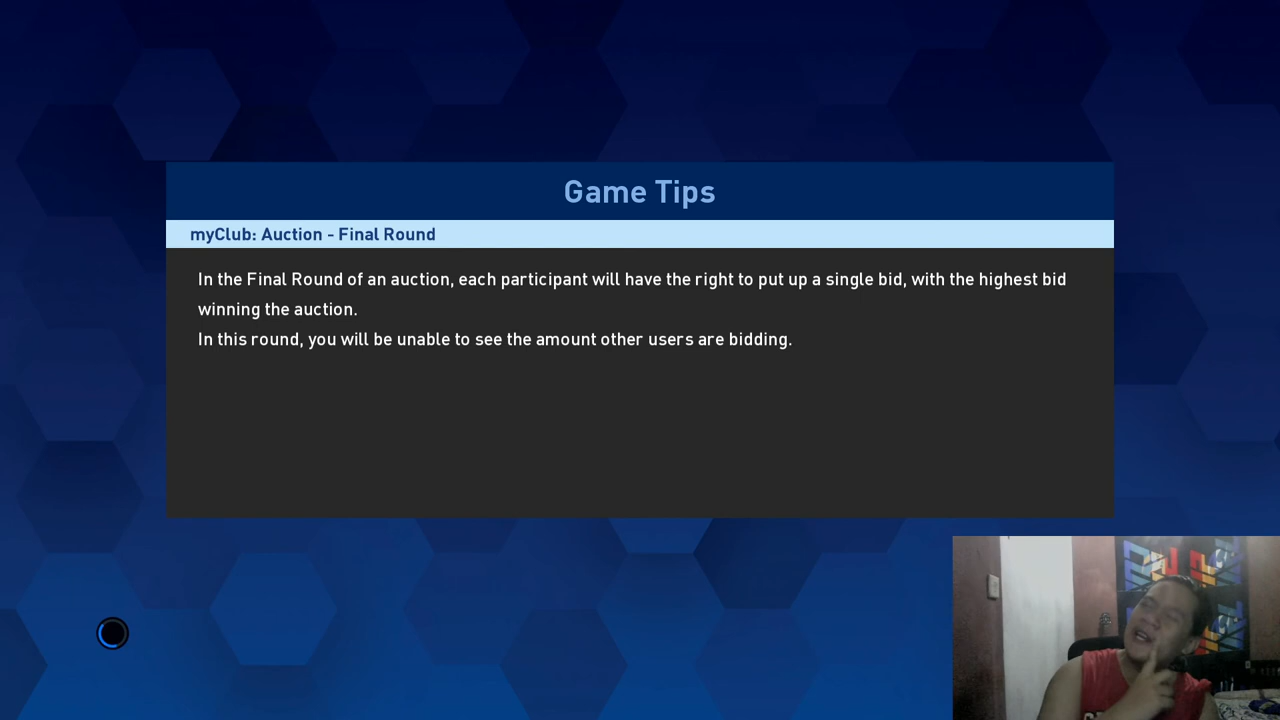 Game Tips
myClub: Auction - Final Round
In the Final Round of an auction, each participant will have the right to put up a single bid, with the highest bid
winning the auction.
In this round, you will be unable to see the amount other users are bidding.